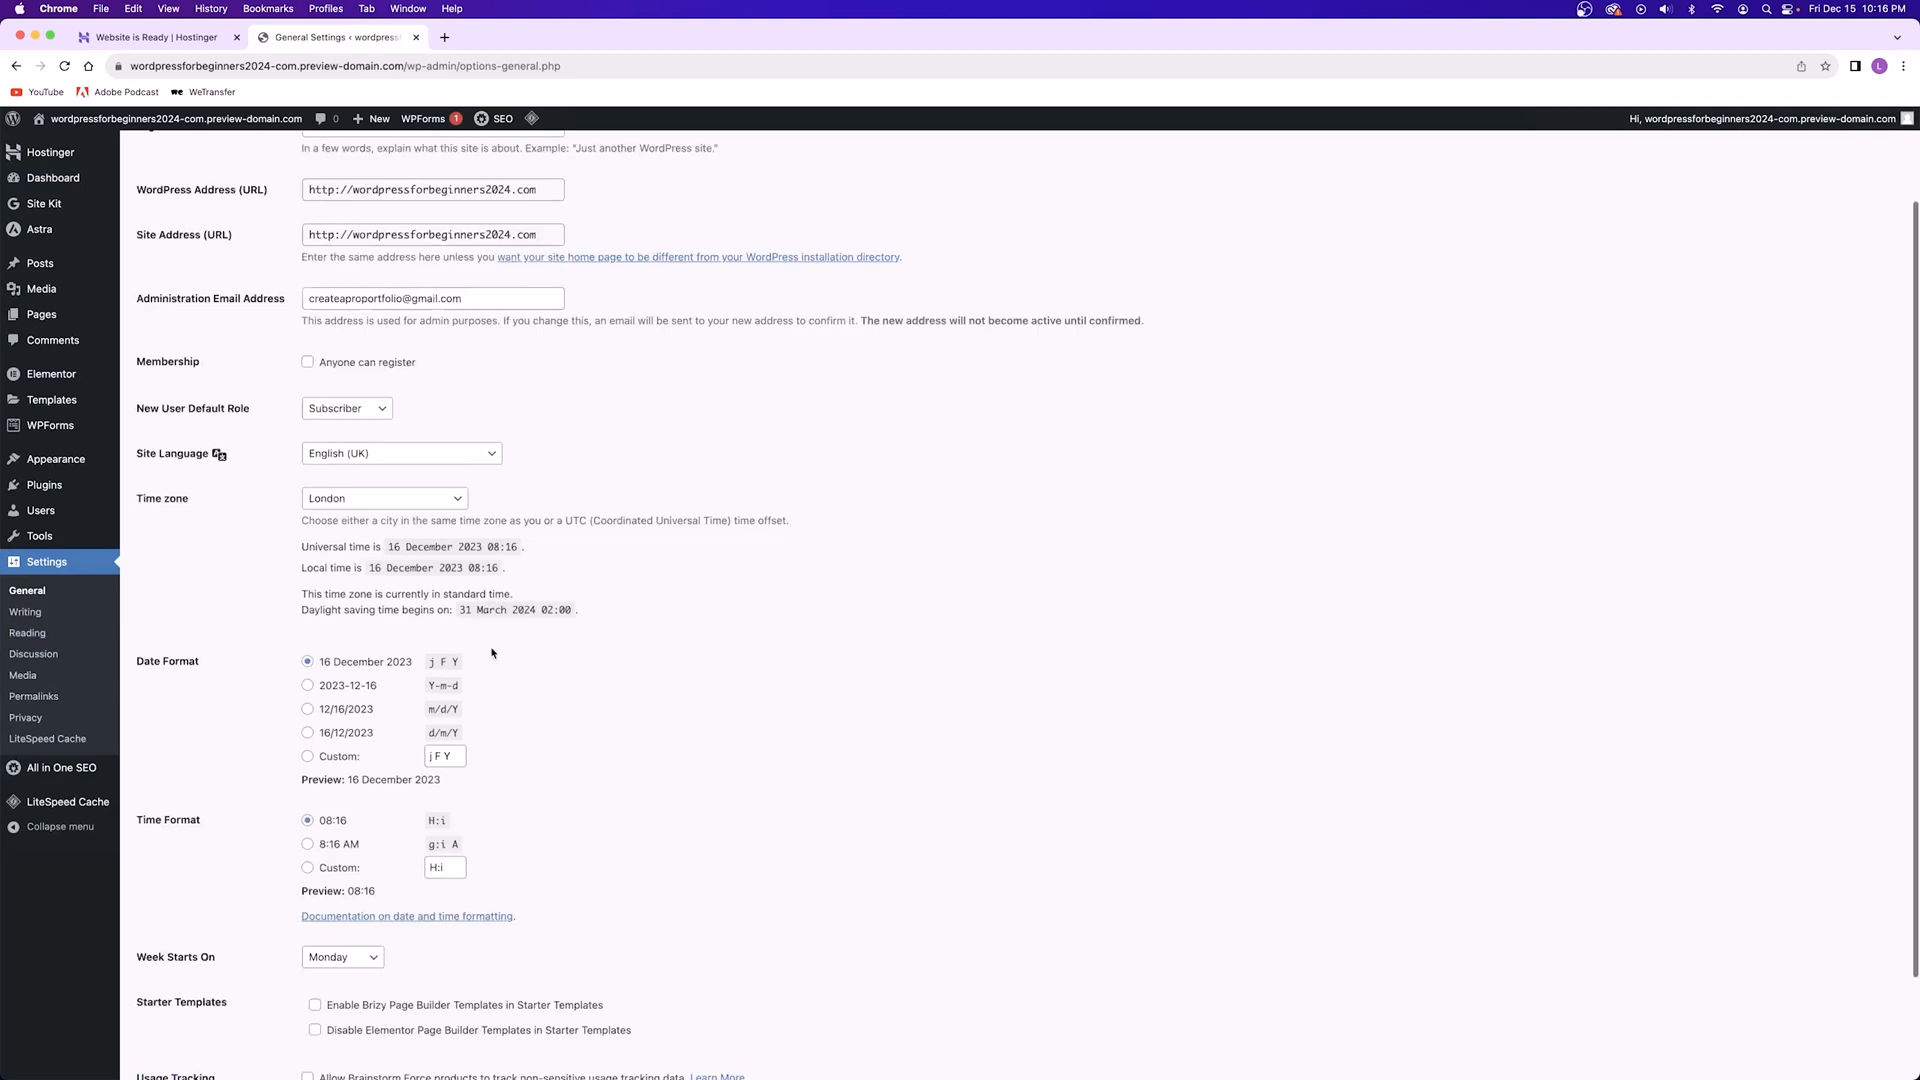 Chrome File Edit View History Bookmarks Profiles Tab Window Help Fri Dec 15 10:16 PM
Website is Ready | Hostinger General Settings ‹ wordpress
wordpressforbeginners2024-com.preview-domain.com/wp-admin/options-general.php L
YouTube Adobe Podcast WeTransfer
wordpressforbeginners2024-com.preview-domain.com 0 New WPForms 1 SEO Hi, wordpressforbeginners2024-com.preview-domain.com
Hostinger
Dashboard
Site Kit
Astra
Posts
Media
Pages
Comments
Elementor
Templates
WPForms
Appearance
Plugins
Users
Tools
Settings
General
Writing
Reading
Discussion
Media
Permalinks
Privacy
LiteSpeed Cache
All in One SEO
LiteSpeed Cache
Collapse menu
In a few words, explain what this site is about. Example: "Just another WordPress site."
WordPress Address (URL) http://wordpressforbeginners2024.com
Site Address (URL) http://wordpressforbeginners2024.com
Enter the same address here unless you want your site home page to be different from your WordPress installation directory.
Administration Email Address createaproportfolio@gmail.com
This address is used for admin purposes. If you change this, an email will be sent to your new address to confirm it. The new address will not become active until confirmed.
Membership Anyone can register
New User Default Role Subscriber
Site Language English (UK)
Time zone London
Choose either a city in the same time zone as you or a UTC (Coordinated Universal Time) time offset.
Universal time is 16 December 2023 08:16 .
Local time is 16 December 2023 08:16 .
This time zone is currently in standard time.
Daylight saving time begins on: 31 March 2024 02:00 .
Date Format 16 December 2023 j F Y
2023-12-16 Y-m-d
12/16/2023 m/d/Y
16/12/2023 d/m/Y
Custom: j F Y
Preview: 16 December 2023
Time Format 08:16 H:i
8:16 AM g:i A
Custom: H:i
Preview: 08:16
Documentation on date and time formatting.
Week Starts On Monday
Starter Templates Enable Brizy Page Builder Templates in Starter Templates
Disable Elementor Page Builder Templates in Starter Templates
Usage Tracking Allow Brainstorm Force products to track non-sensitive usage tracking data. Learn More